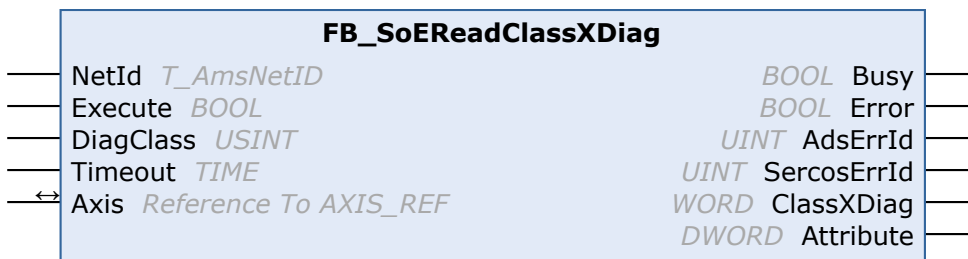 FB_SoEReadClassXDiag
NetId T_AmsNetID BOOL Busy
Execute BOOL BOOL Error
DiagClass USINT UINT AdsErrId
Timeout TIME UINT SercosErrId
↔ Axis Reference To AXIS_REF WORD ClassXDiag
DWORD Attribute